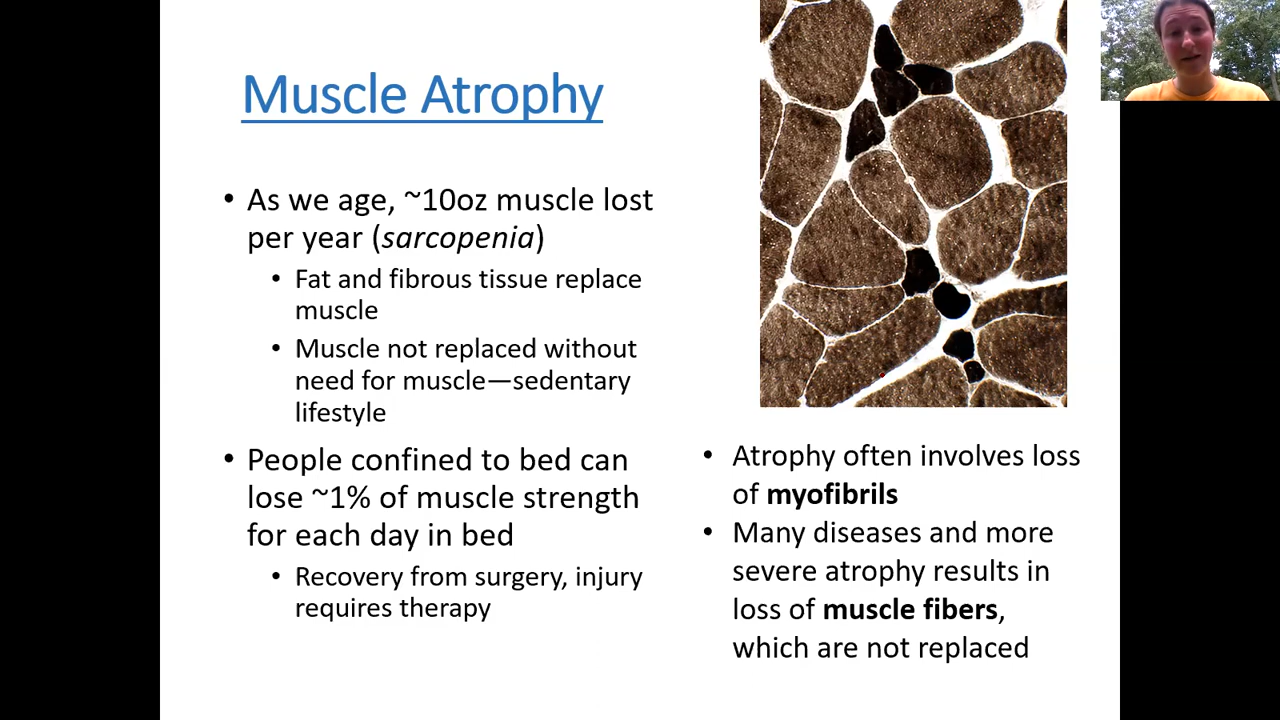 Muscle Atrophy
• As we age, ~10oz muscle lost
per year (sarcopenia)
• Fat and fibrous tissue replace
muscle
• Muscle not replaced without
need for muscle—sedentary
lifestyle
• People confined to bed can
lose ~1% of muscle strength
for each day in bed
• Recovery from surgery, injury
requires therapy
• Atrophy often involves loss
of myofibrils
• Many diseases and more
severe atrophy results in
loss of muscle fibers,
which are not replaced